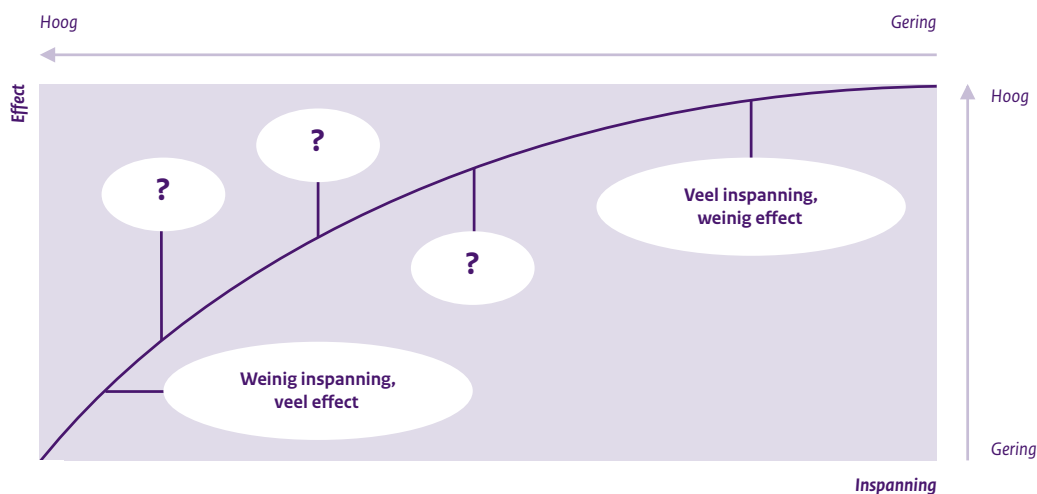 Hoog
Gering
Effect
Hoog
?
?
Veel inspanning,
weinig effect
?
Weinig inspanning,
veel effect
Gering
Inspanning